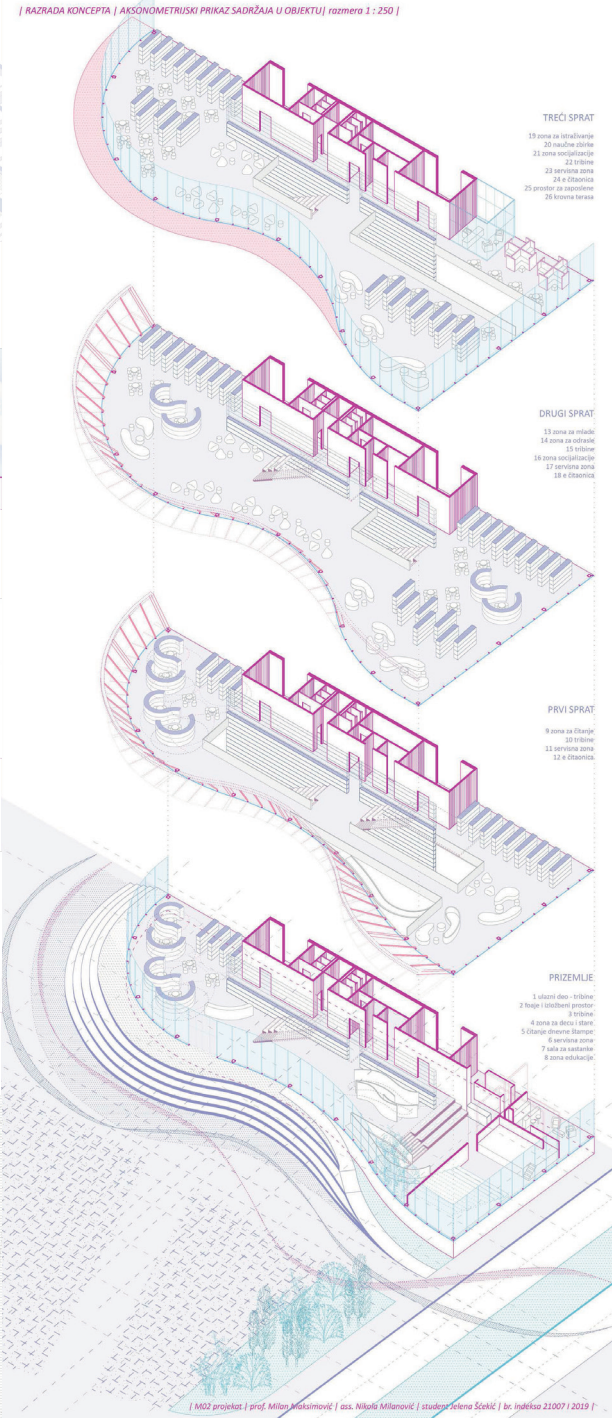 | RAZRADA KONCEPTA | AKSONOMETRIJSKI PRIKAZ SADRŽAJA U OBJEKTU| razmera 1 : 250 |
TREĆI SPRAT
19 zona za istraživanje
20 naučne zbirke
21 zona socijalizacije
22 tribine
23 servisna zona
24 e čitaonica
25 prostor za zaposlene
26 krovna terasa
DRUGI SPRAT
13 zona za mlade
14 zona za odrasle
15 tribine
16 zona socijalizacije
17 servisna zona
18 e čitaonica
PRVI SPRAT
9 zona za čitanje
10 tribine
11 servisna zona
12 e čitaonica
PRIZEMLJE
1 ulazni deo - tribine
2 foaje i izložbeni prostor
3 tribine
4 zona za decu i stare
5 čitanje dnevne štampe
6 servisna zona
7 sala za sastanke
8 zona edukacije
| M02 projekat | prof. Milan Maksimović | ass. Nikola Milanović | student Jelena Šćekić | br. indeksa 21007 I 2019 |